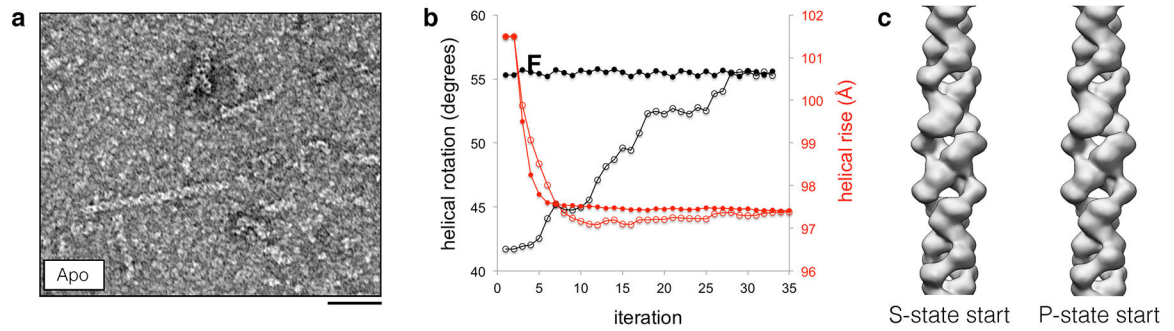 a
Apo
b
helical rotation (degrees)
60
55
50
45
40
F
0
5
10
15
20
25
30
35
iteration
102
101
100
99
98
97
96
helical rise (Å)
c
S-state start
P-state start